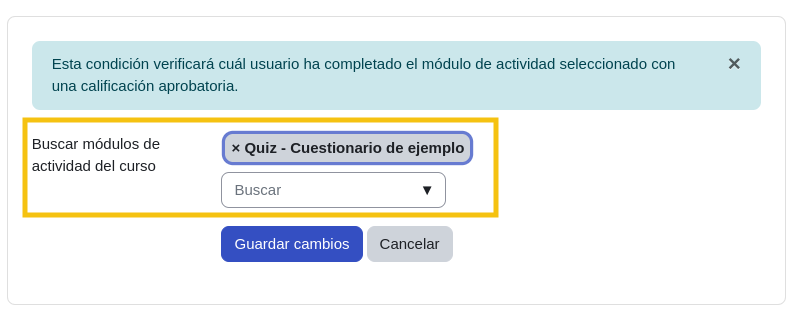 Esta condición verificará cuál usuario ha completado el módulo de actividad seleccionado con
una calificación aprobatoria.
×
Buscar módulos de
actividad del curso
× Quiz - Cuestionario de ejemplo
Buscar ▼
Guardar cambios
Cancelar